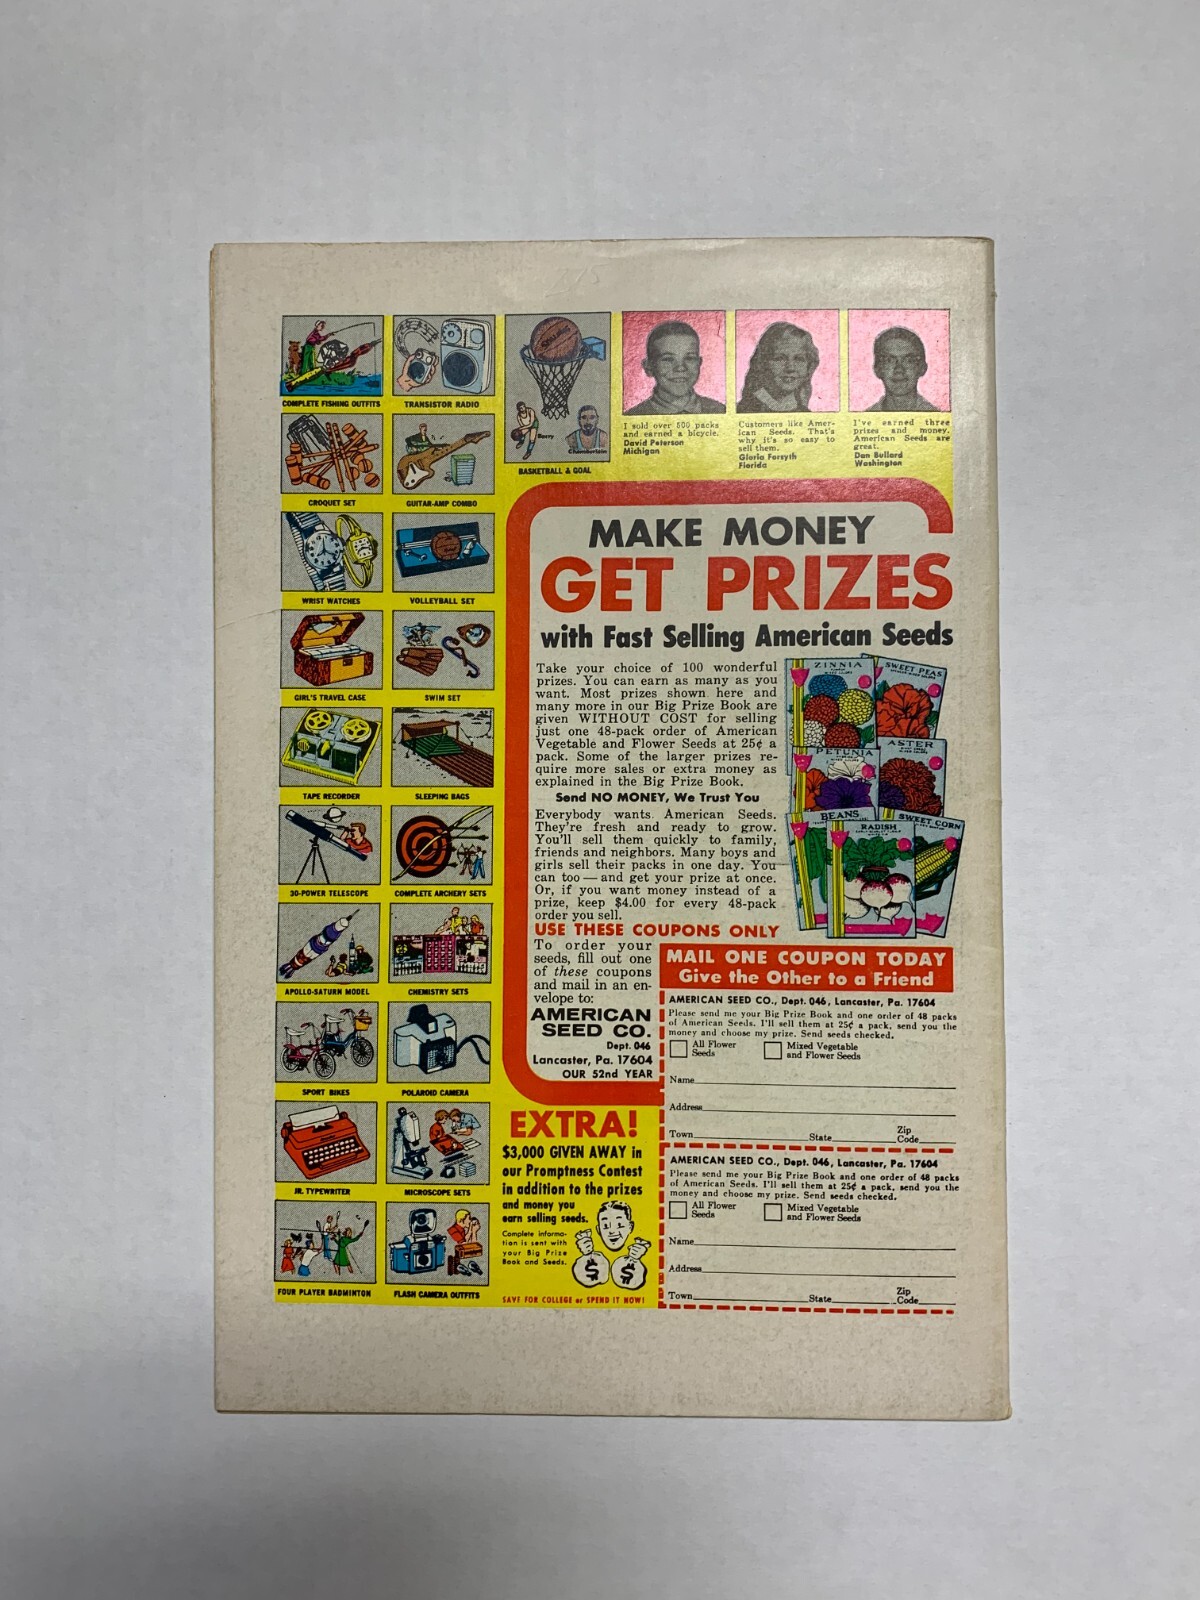 COMPLETE FISHING OUTFITS
TRANSISTOR RADIO
CROQUET SET
GUITAR-AMP COMBO
WRIST WATCHES
VOLLEYBALL SET
GIRL'S TRAVEL CASE
SWIM SET
TAPE RECORDER
SLEEPING BAGS
30-POWER TELESCOPE
COMPLETE ARCHERY SETS
APOLLO-SATURN MODEL
CHEMISTRY SETS
SPORT BIKES
POLAROID CAMERA
JR. TYPEWRITER
MICROSCOPE SETS
FOUR PLAYER BADMINTON
FLASH CAMERA OUTFITS
Barry
Chamberlain
BASKETBALL & GOAL
I sold over 500 packs
and earned a bicycle.
David Peterson
Michigan
Customers like Amer-
ican Seeds. That's
why it's so easy to
sell them.
Gloria Forsyth
Florida
I've earned three
prizes and money.
American Seeds are
great.
Dan Bullard
Washington
MAKE MONEY
GET PRIZES
with Fast Selling American Seeds
Take your choice of 100 wonderful
prizes. You can earn as many as you
want. Most prizes shown here and
many more in our Big Prize Book are
given WITHOUT COST for selling
just one 48-pack order of American
Vegetable and Flower Seeds at 25¢ a
pack. Some of the larger prizes re-
quire more sales or extra money as
explained in the Big Prize Book.
Send NO MONEY, We Trust You
Everybody wants American Seeds.
They're fresh and ready to grow.
You'll sell them quickly to family,
friends and neighbors. Many boys and
girls sell their packs in one day. You
can too — and get your prize at once.
Or, if you want money instead of a
prize, keep $4.00 for every 48-pack
order you sell.
USE THESE COUPONS ONLY
To order your
seeds, fill out one
of these coupons
and mail in an en-
velope to:
AMERICAN
SEED CO.
Dept. 046
Lancaster, Pa. 17604
OUR 52nd YEAR
ZINNIA
SWEET PEAS
PETUNIA
ASTER
BEANS
RADISH
SWEET CORN
MAIL ONE COUPON TODAY
Give the Other to a Friend
AMERICAN SEED CO., Dept. 046, Lancaster, Pa. 17604
Please send me your Big Prize Book and one order of 48 packs
of American Seeds. I'll sell them at 25¢ a pack, send you the
money and choose my prize. Send seeds checked.
All Flower
Seeds
Mixed Vegetable
and Flower Seeds
Name
Address
Town State Zip Code
AMERICAN SEED CO., Dept. 046, Lancaster, Pa. 17604
Please send me your Big Prize Book and one order of 48 packs
of American Seeds. I'll sell them at 25¢ a pack, send you the
money and choose my prize. Send seeds checked.
All Flower
Seeds
Mixed Vegetable
and Flower Seeds
Name
Address
Town State Zip Code
EXTRA!
$3,000 GIVEN AWAY in
our Promptness Contest
in addition to the prizes
and money you
earn selling seeds.
Complete informa-
tion is sent with
your Big Prize
Book and Seeds.
$ $
SAVE FOR COLLEGE or SPEND IT NOW!